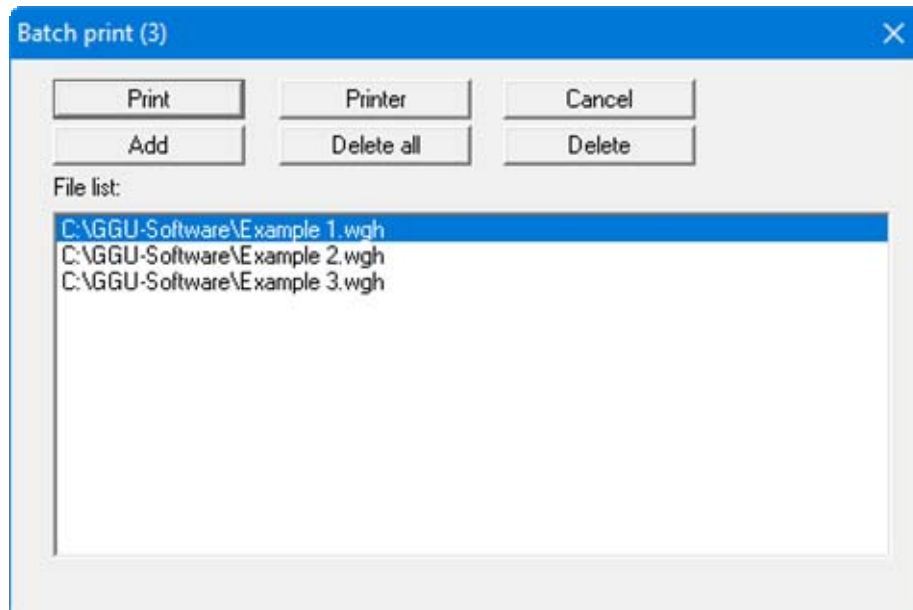 Batch print (3)
Print Printer Cancel
Add Delete all Delete
File list:
C:\GGU-Software\Example 1.wgh
C:\GGU-Software\Example 2.wgh
C:\GGU-Software\Example 3.wgh